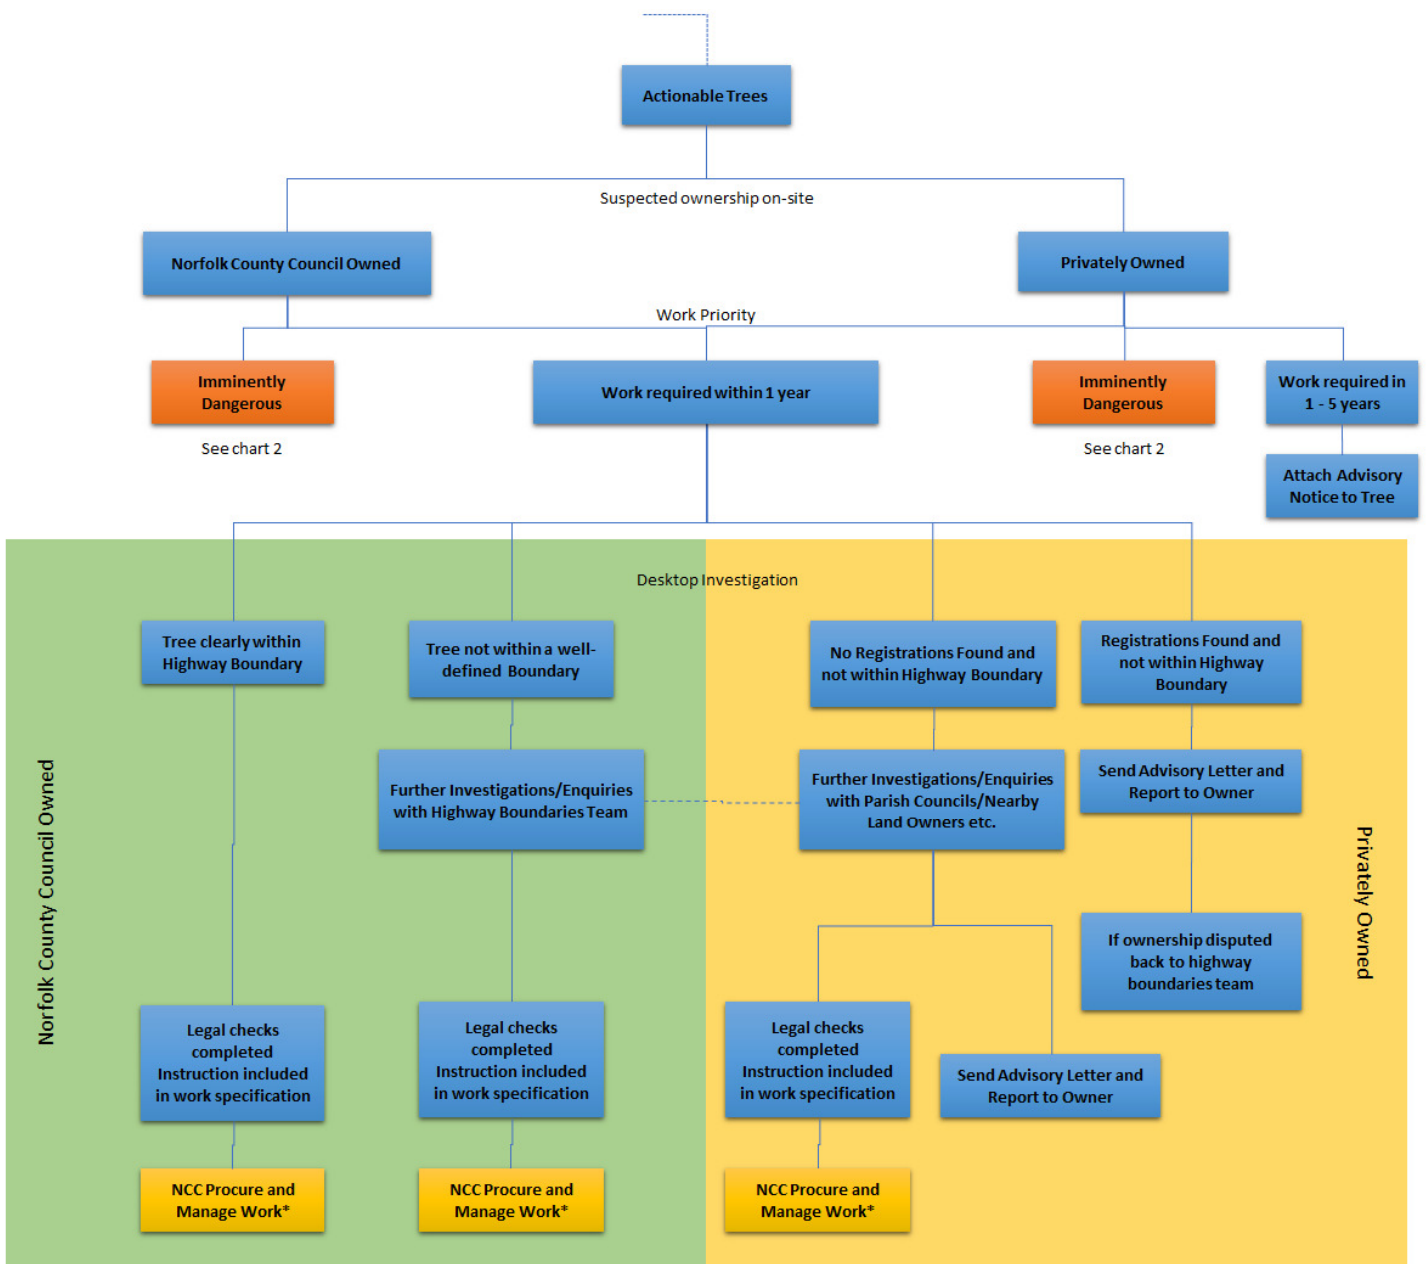 Actionable Trees
Suspected ownership on-site
Norfolk County Council Owned
Privately Owned
Work Priority
Imminently
Dangerous
See chart 2
Work required within 1 year
Imminently
Dangerous
See chart 2
Work required in
1 - 5 years
Attach Advisory
Notice to Tree
Desktop Investigation
Norfolk County Council Owned
Tree clearly within
Highway Boundary
Legal checks
completed
Instruction included
in work specification
NCC Procure and
Manage Work*
Tree not within a well-
defined Boundary
Further Investigations/Enquiries
with Highway Boundaries Team
Legal checks
completed
Instruction included
in work specification
NCC Procure and
Manage Work*
No Registrations Found and
not within Highway Boundary
Further Investigations/Enquiries
with Parish Councils/Nearby
Land Owners etc.
Legal checks
completed
Instruction included
in work specification
NCC Procure and
Manage Work*
Send Advisory Letter and
Report to Owner
Registrations Found and
not within Highway
Boundary
Send Advisory Letter and
Report to Owner
If ownership disputed
back to highway
boundaries team
Privately Owned